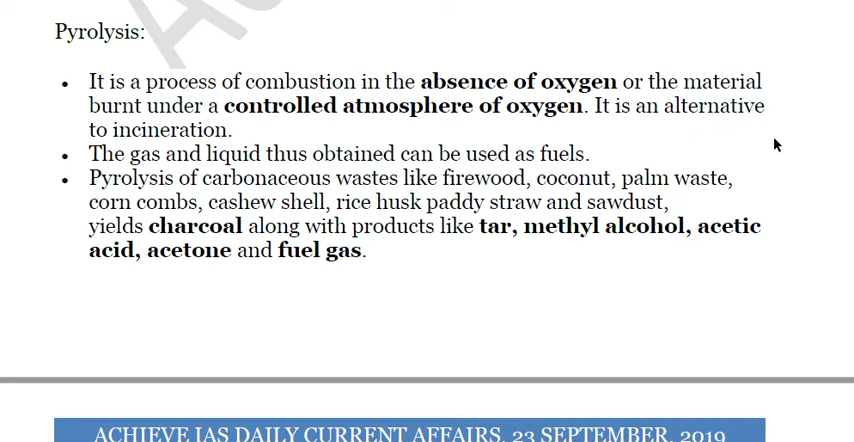 Pyrolysis:
• It is a process of combustion in the absence of oxygen or the material
burnt under a controlled atmosphere of oxygen. It is an alternative
to incineration.
• The gas and liquid thus obtained can be used as fuels.
• Pyrolysis of carbonaceous wastes like firewood, coconut, palm waste,
corn combs, cashew shell, rice husk paddy straw and sawdust,
yields charcoal along with products like tar, methyl alcohol, acetic
acid, acetone and fuel gas.
ACHIEVE IAS DAILY CURRENT AFFAIRS, 23 SEPTEMBER, 2019